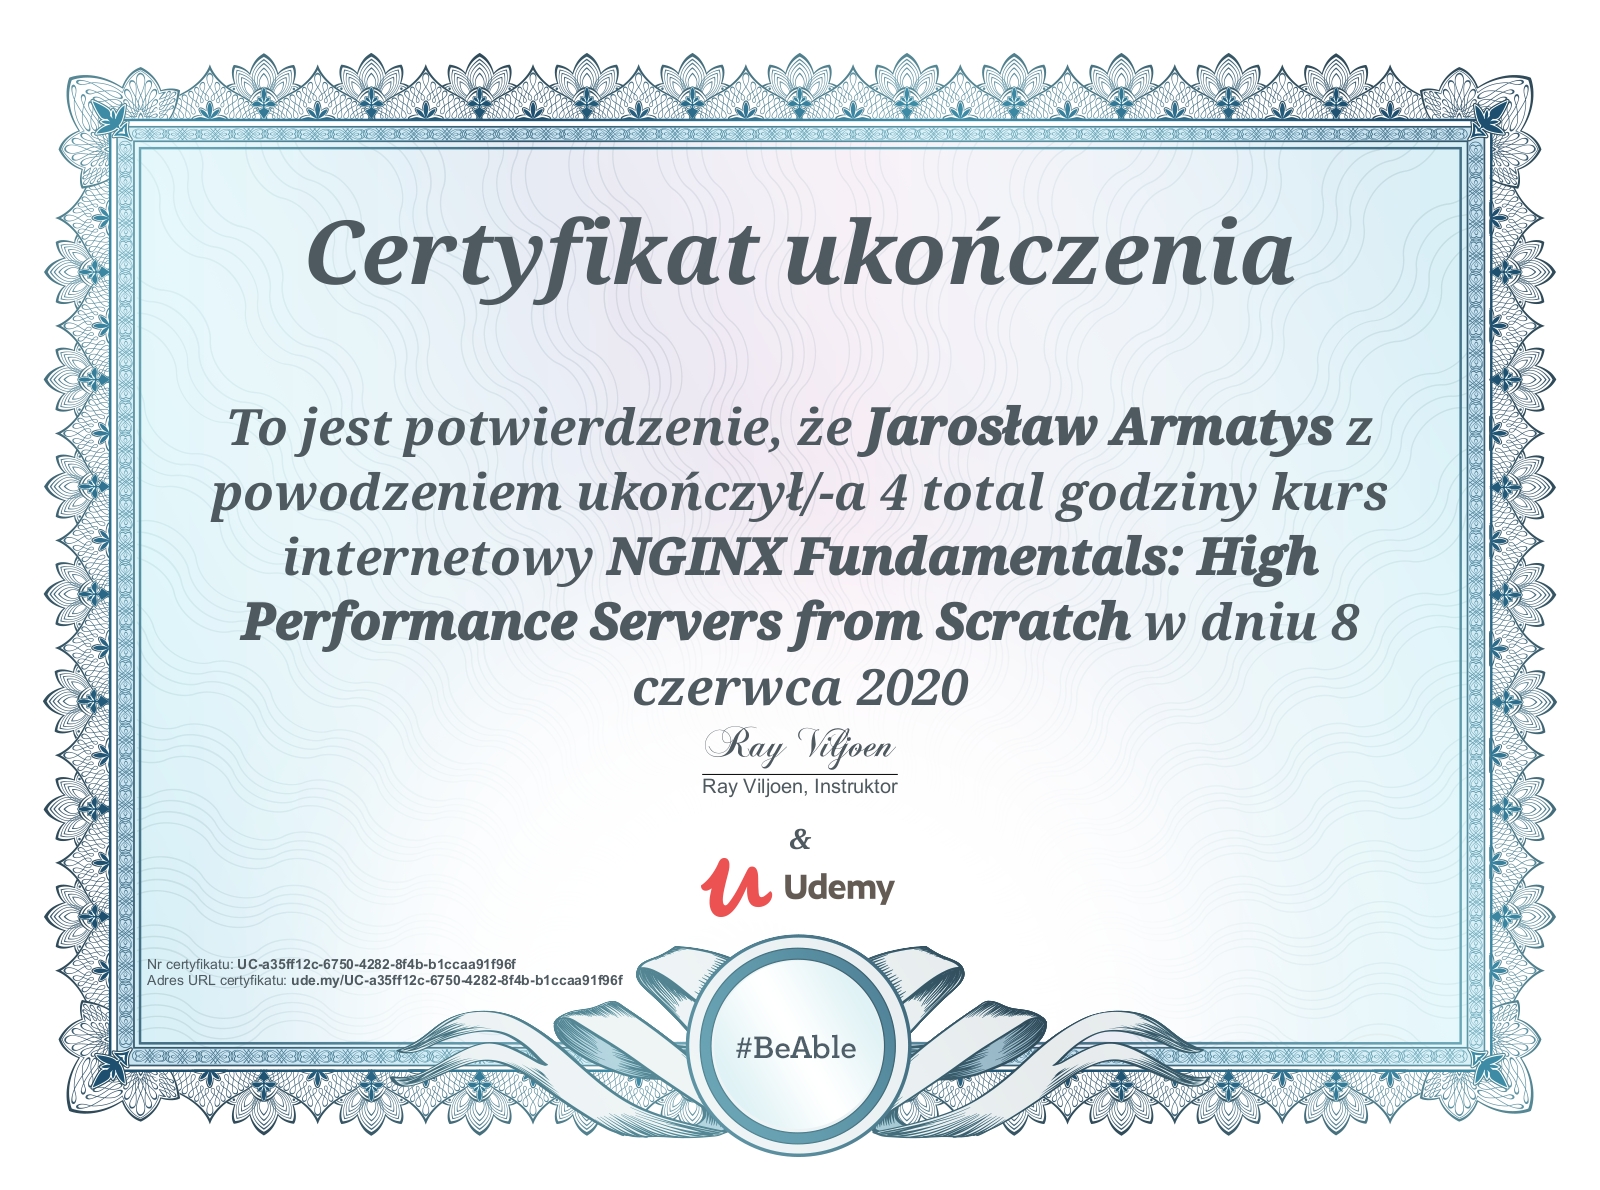 Certyfikat ukończenia
To jest potwierdzenie, że Jarosław Armatys z
powodzeniem ukończył/-a 4 total godziny kurs
internetowy NGINX Fundamentals: High
Performance Servers from Scratch w dniu 8
czerwca 2020
Ray Viljoen
Ray Viljoen, Instruktor
&
Udemy
Nr certyfikatu: UC-a35ff12c-6750-4282-8f4b-b1ccaa91f96f
Adres URL certyfikatu: ude.my/UC-a35ff12c-6750-4282-8f4b-b1ccaa91f96f
#BeAble